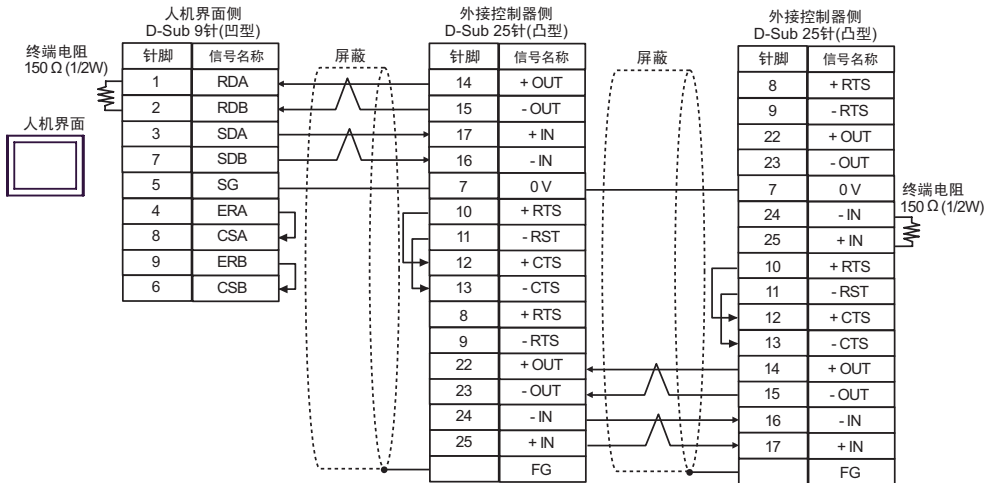 人机界面侧
D-Sub 9针(凹型)
终端电阻
150 Ω (1/2W)
人机界面
针脚 信号名称
1 RDA
2 RDB
3 SDA
7 SDB
5 SG
4 ERA
8 CSA
9 ERB
6 CSB
屏蔽
外接控制器侧
D-Sub 25针(凸型)
针脚 信号名称
14 + OUT
15 - OUT
17 + IN
16 - IN
7 0 V
10 + RTS
11 - RST
12 + CTS
13 - CTS
8 + RTS
9 - RTS
22 + OUT
23 - OUT
24 - IN
25 + IN
FG
屏蔽
外接控制器侧
D-Sub 25针(凸型)
针脚 信号名称
8 + RTS
9 - RTS
22 + OUT
23 - OUT
7 0 V
24 - IN
25 + IN
10 + RTS
11 - RST
12 + CTS
13 - CTS
14 + OUT
15 - OUT
16 - IN
17 + IN
FG
终端电阻
150 Ω (1/2W)